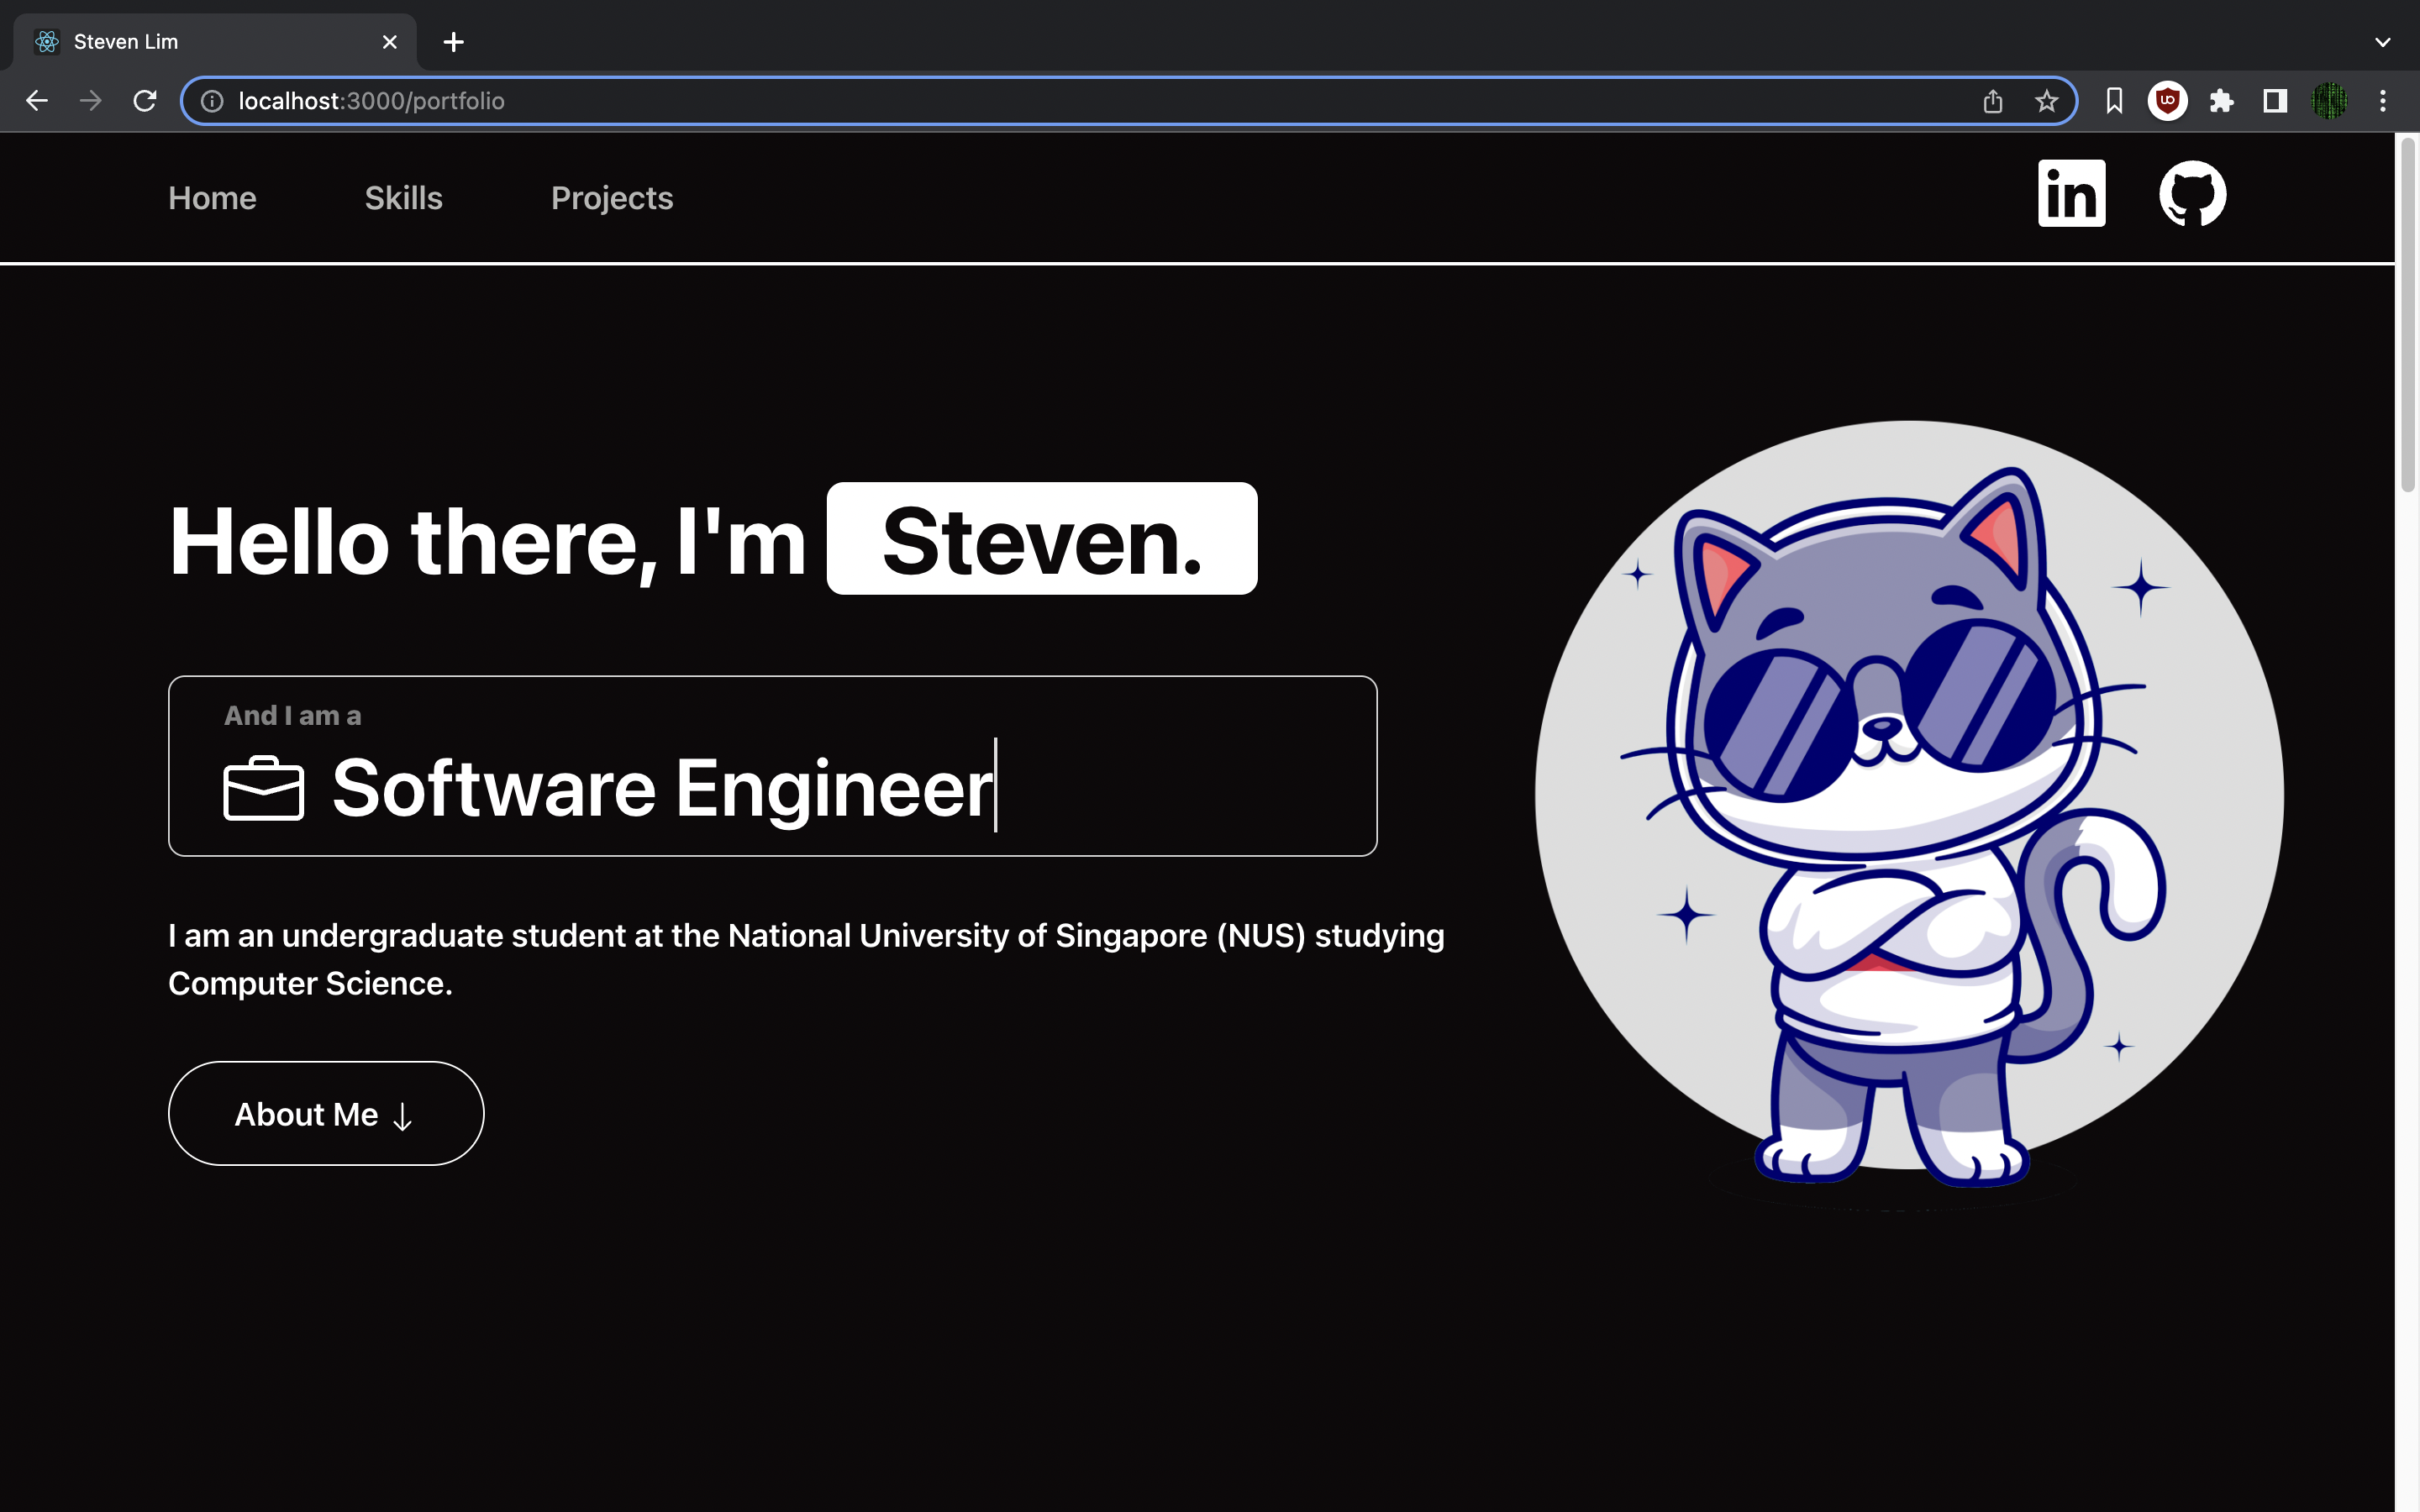 Steven Lim
localhost:3000/portfolio
Home Skills Projects in
Hello there, I'm Steven.
And I am a
Software Engineer
I am an undergraduate student at the National University of Singapore (NUS) studying
Computer Science.
About Me ↓